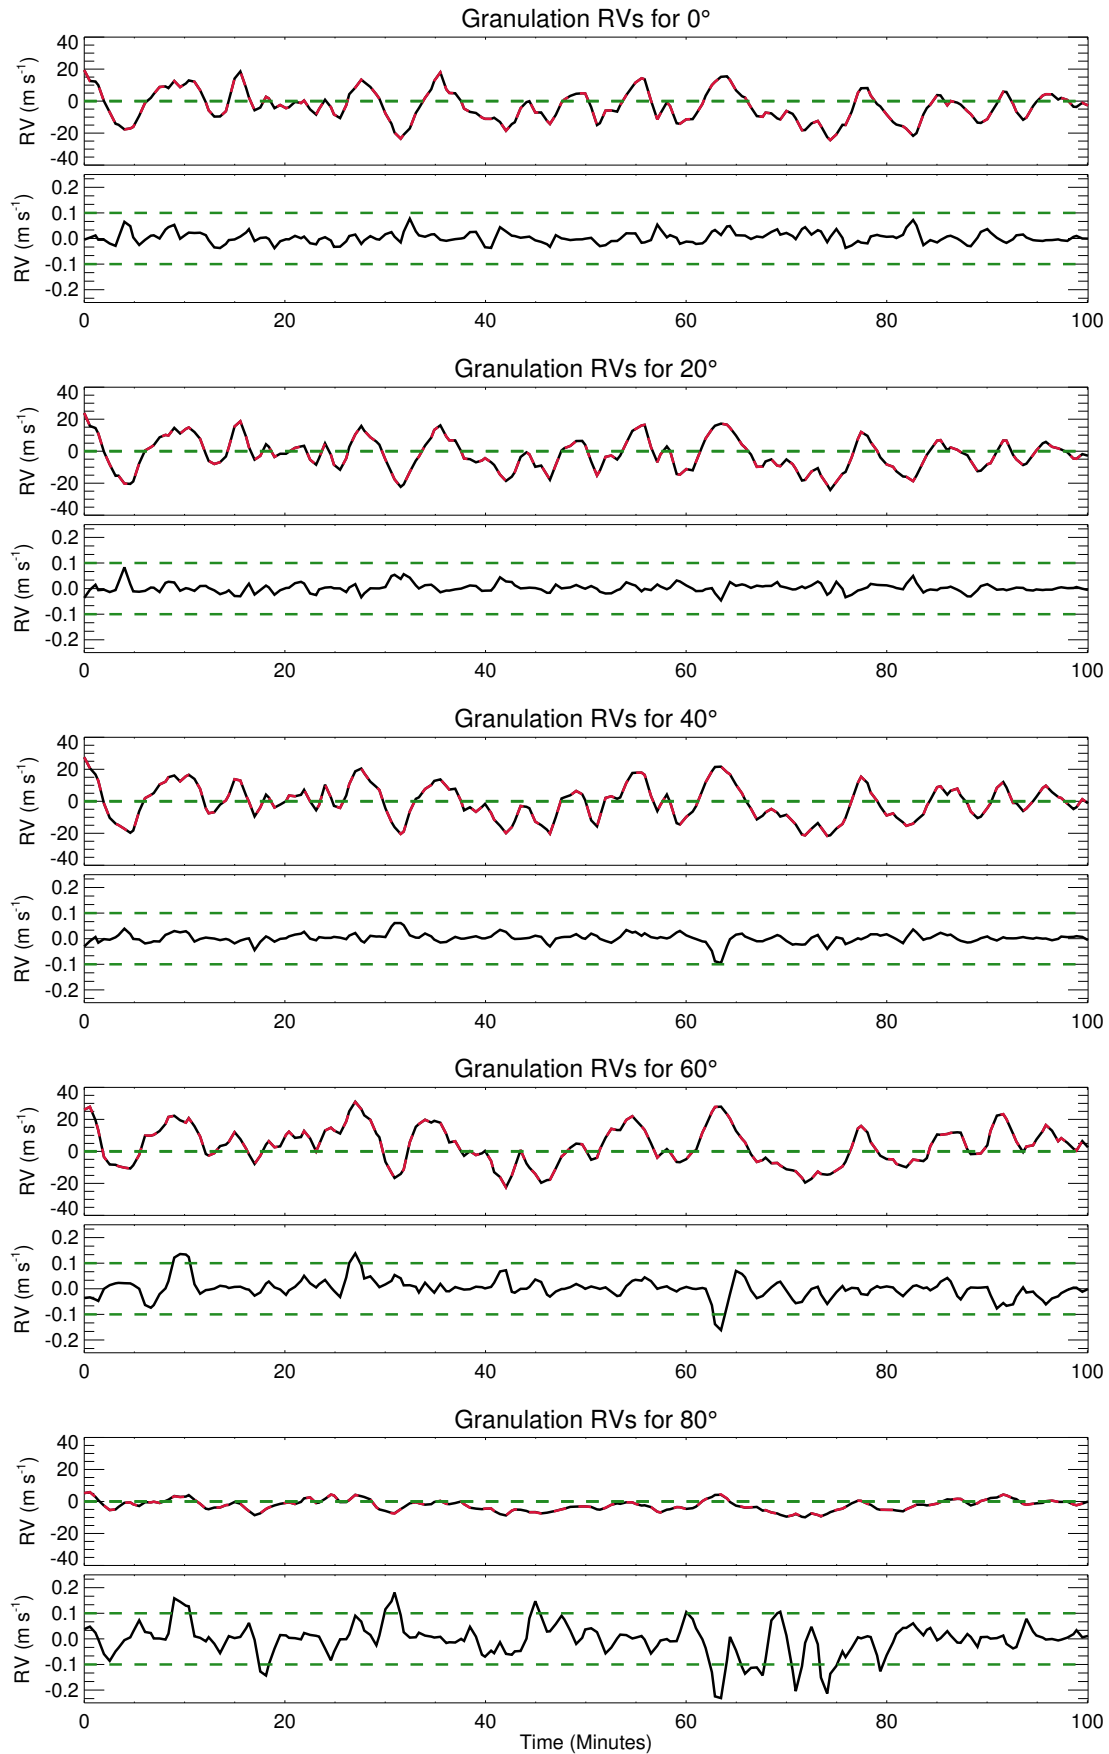 Granulation RVs for 0°
40
20
0
-20
-40
RV (m s⁻¹)
0.2
0.1
0.0
-0.1
-0.2
RV (m s⁻¹)
0 20 40 60 80 100
Granulation RVs for 20°
40
20
0
-20
-40
RV (m s⁻¹)
0.2
0.1
0.0
-0.1
-0.2
RV (m s⁻¹)
0 20 40 60 80 100
Granulation RVs for 40°
40
20
0
-20
-40
RV (m s⁻¹)
0.2
0.1
0.0
-0.1
-0.2
RV (m s⁻¹)
0 20 40 60 80 100
Granulation RVs for 60°
40
20
0
-20
-40
RV (m s⁻¹)
0.2
0.1
0.0
-0.1
-0.2
RV (m s⁻¹)
0 20 40 60 80 100
Granulation RVs for 80°
40
20
0
-20
-40
RV (m s⁻¹)
0.2
0.1
0.0
-0.1
-0.2
RV (m s⁻¹)
0 20 40 60 80 100
Time (Minutes)